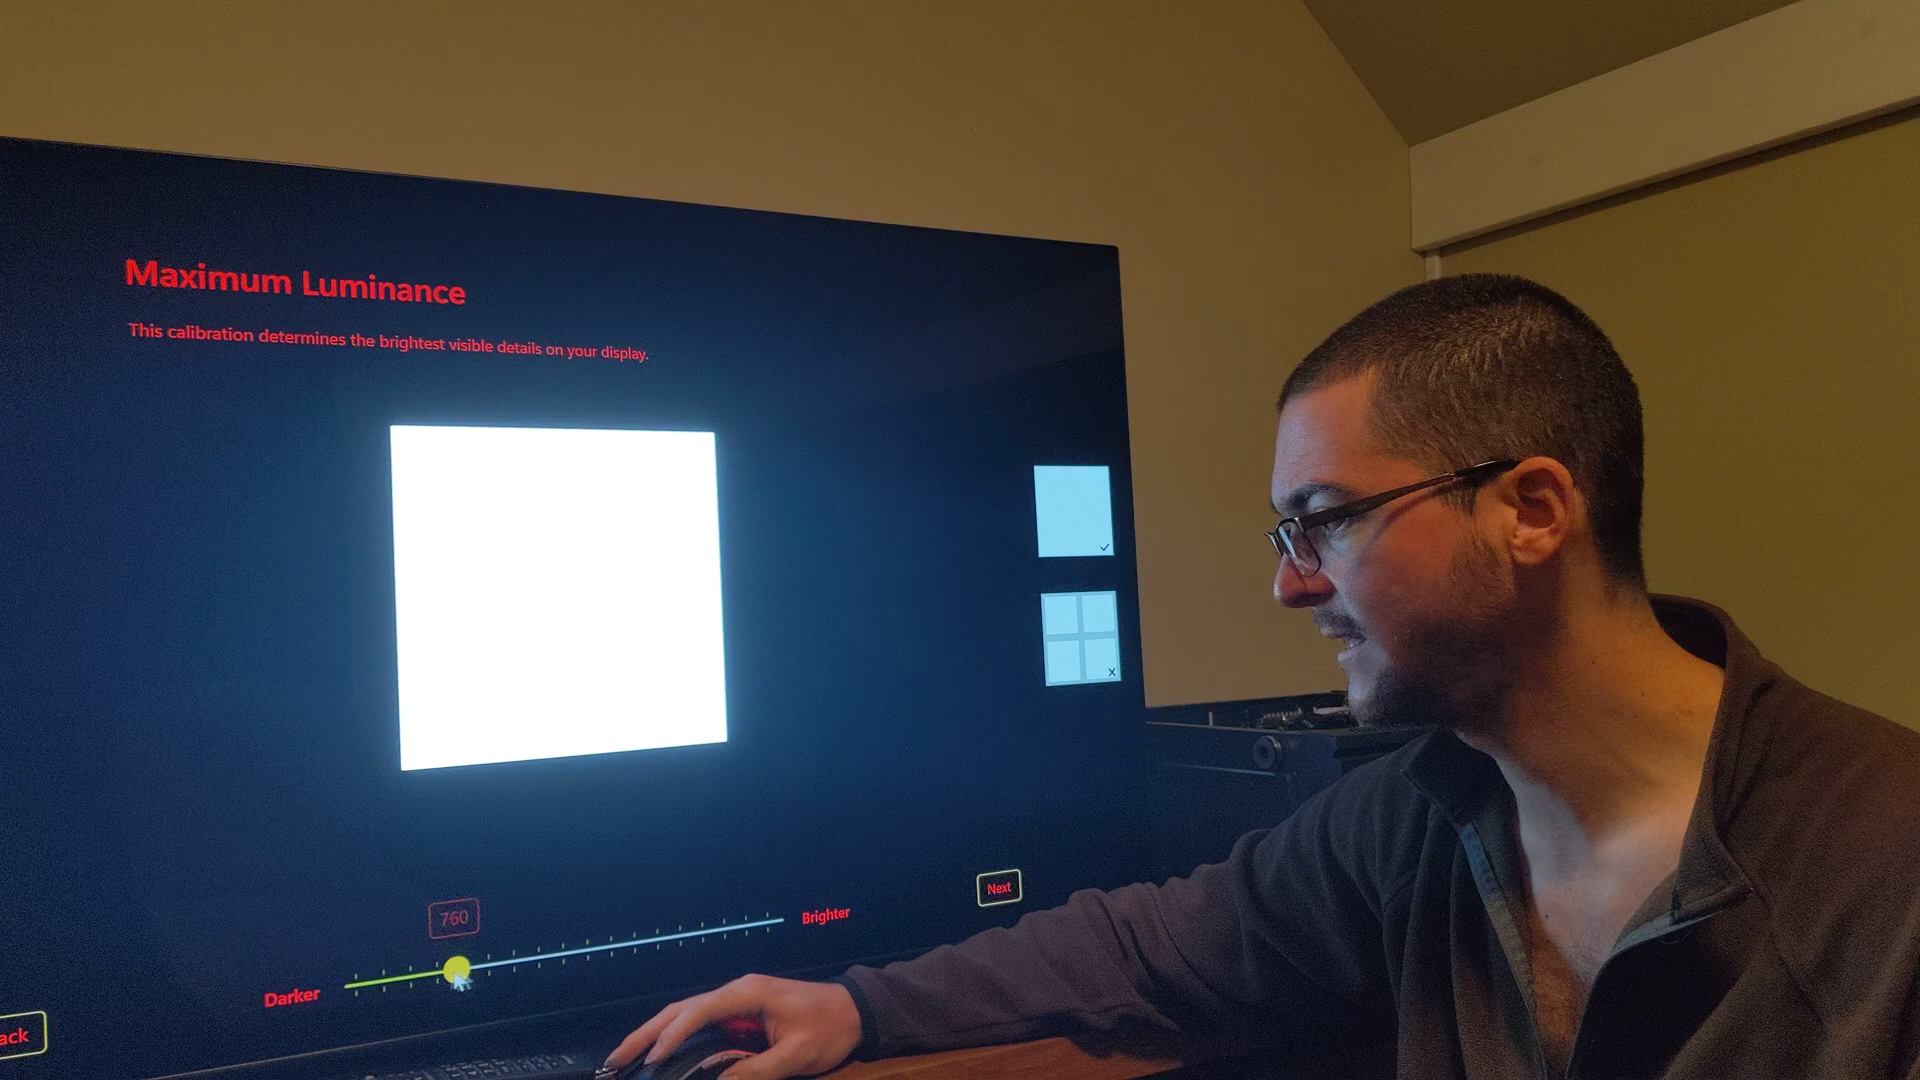 Maximum Luminance
This calibration determines the brightest visible details on your display.
760
Brighter
Next
Darker
ack